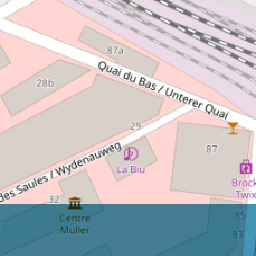 87a
Quai du Bas / Unterer Quai
28b
29
87
des Saules / Wydenauweg
La Biu
Brock
Twix
32
Centre
Muller
85
83